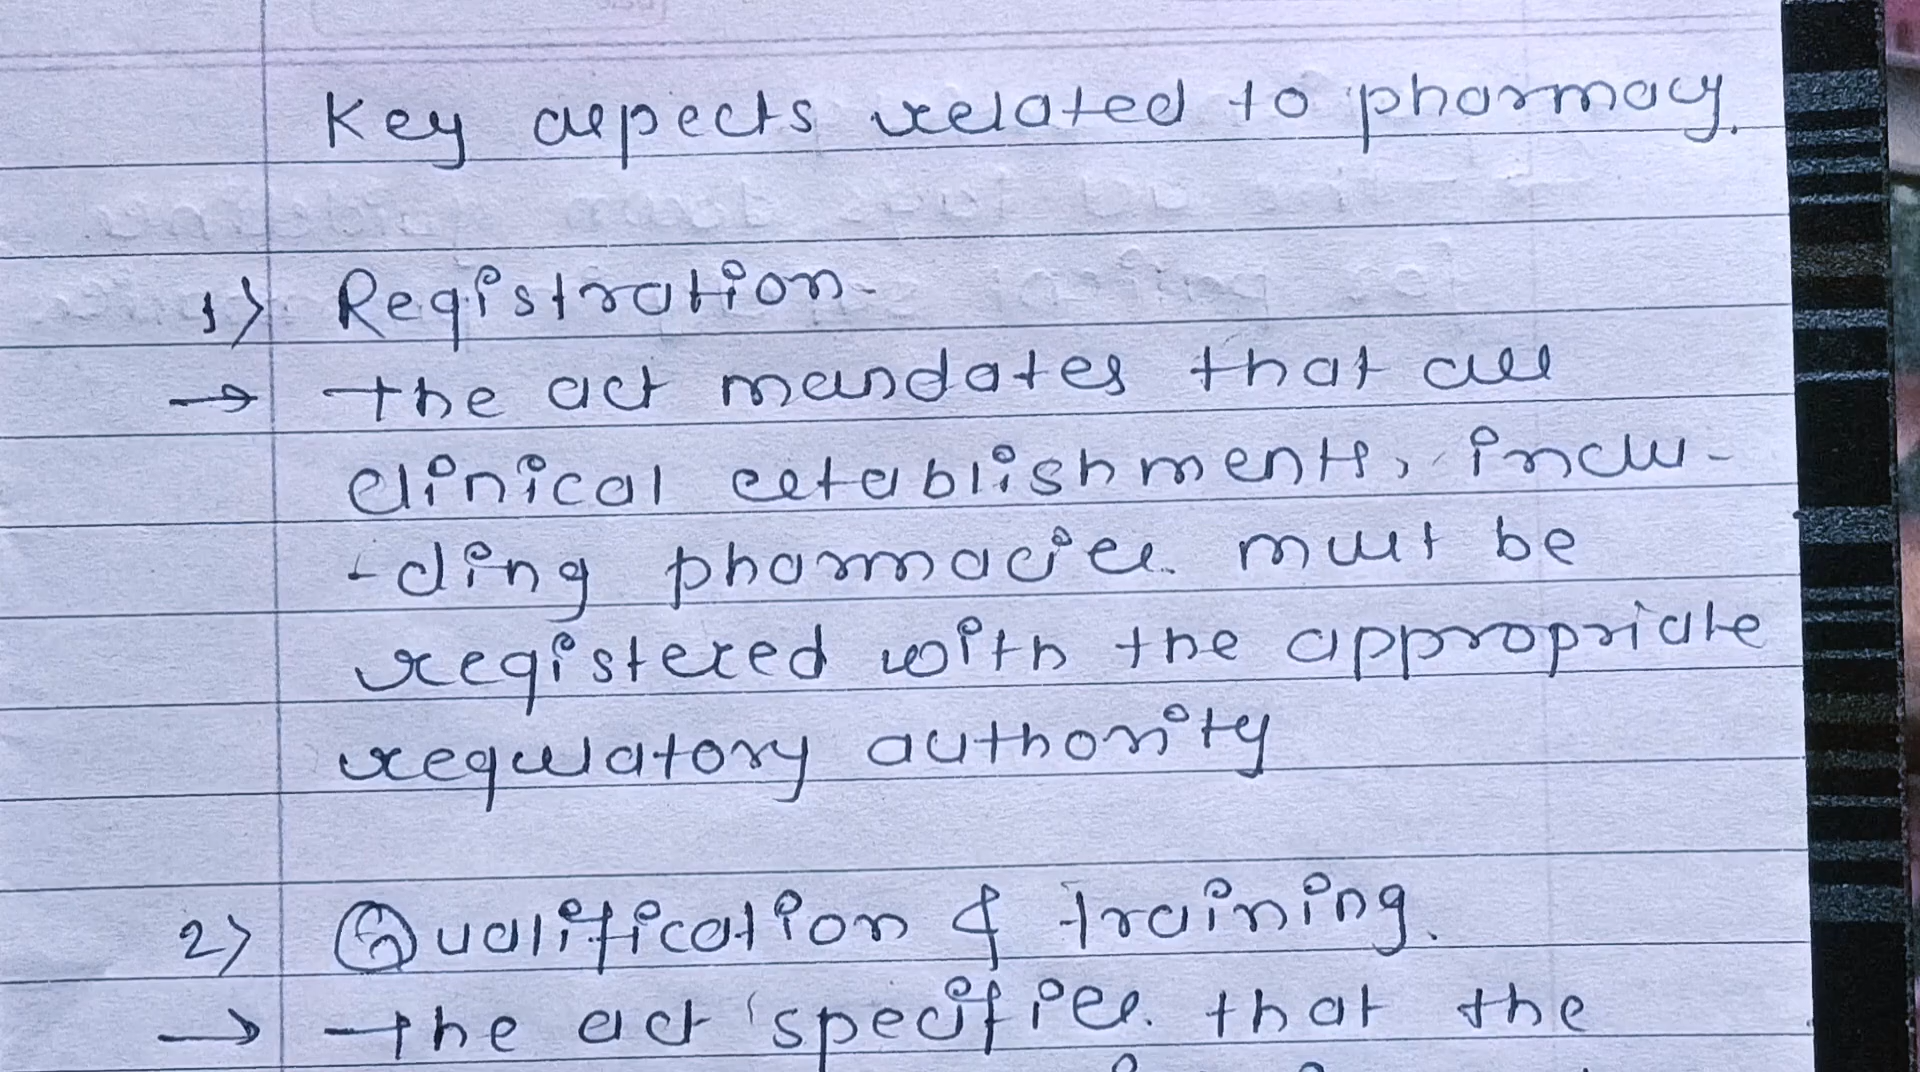 Key aspects related to pharmacy.
1) Registration-
→ the act mandates that all
clinical establishments, inclu-
-ding pharmacies must be
registered with the appropriate
regulatory authority
2) Qualification & training.
→ the act specifies that the